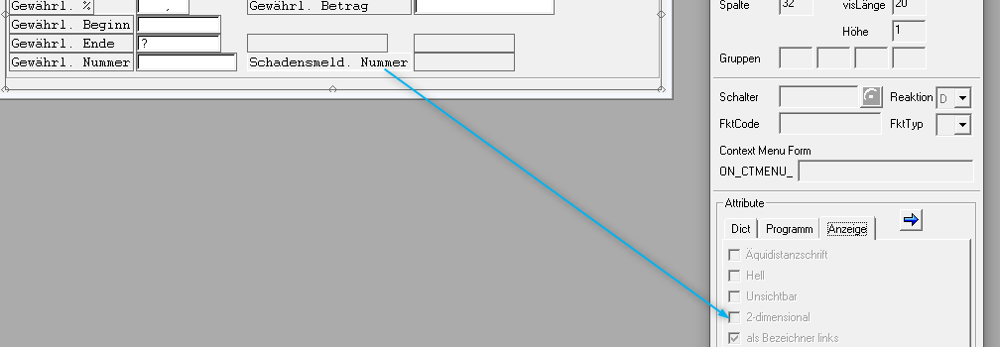 Gewährl. % , Gewährl. Betrag
Gewährl. Beginn
Gewährl. Ende ?
Gewährl. Nummer Schadensmeld. Nummer
Spalte 32 visLänge 20
Höhe 1
Gruppen
Schalter Reaktion D
FktCode FktTyp
Context Menu Form
ON_CTMENU_
Attribute
Dict Programm Anzeige
Äquidistanzschrift
Hell
Unsichtbar
2-dimensional
als Bezeichner links